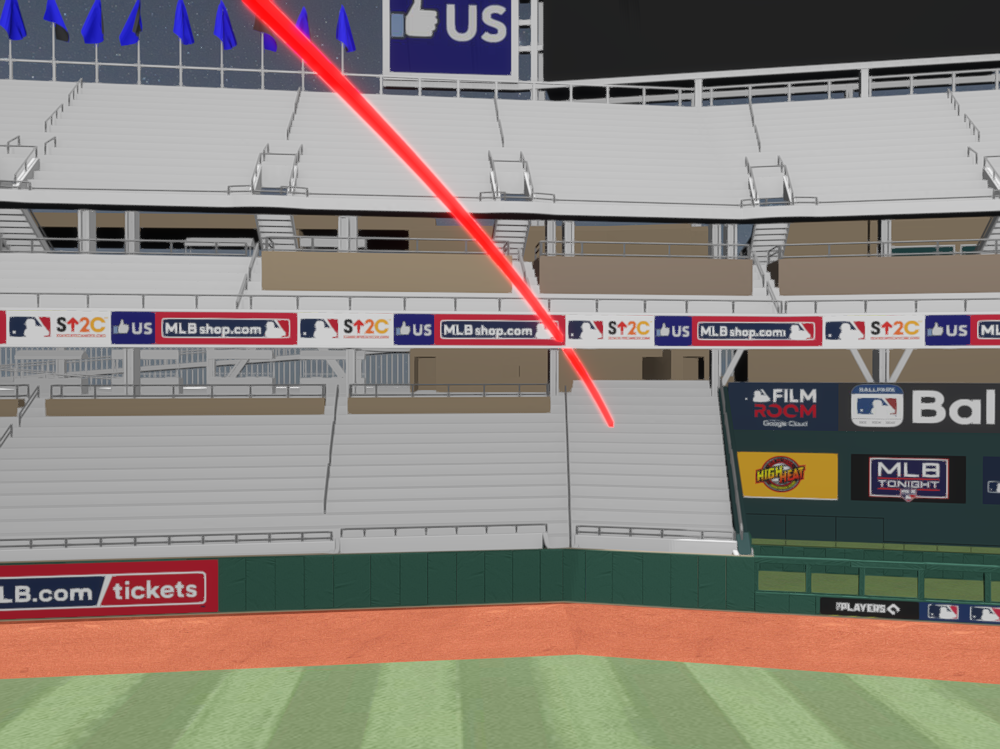 US
S↑2C
US
MLBshop.com
S↑2C
US
MLBshop.com
S↑2C
US
MLBshop.com
S↑2C
US
ML
FILM
ROOM
Google Cloud
BALLPARK
Bal
HIGH HEAT
MLB
TONIGHT
LB.com/tickets
PLAYERS